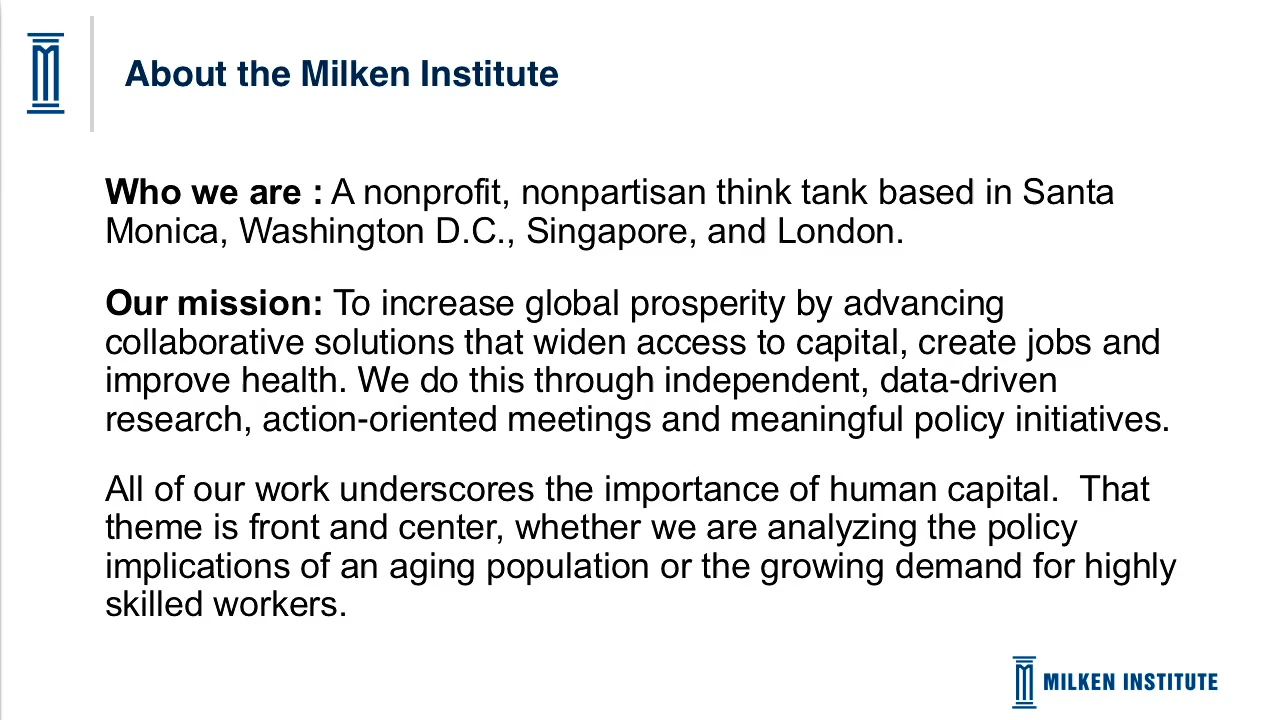 About the Milken Institute
Who we are : A nonprofit, nonpartisan think tank based in Santa
Monica, Washington D.C., Singapore, and London.
Our mission: To increase global prosperity by advancing
collaborative solutions that widen access to capital, create jobs and
improve health. We do this through independent, data-driven
research, action-oriented meetings and meaningful policy initiatives.
All of our work underscores the importance of human capital.  That
theme is front and center, whether we are analyzing the policy
implications of an aging population or the growing demand for highly
skilled workers.
MILKEN INSTITUTE